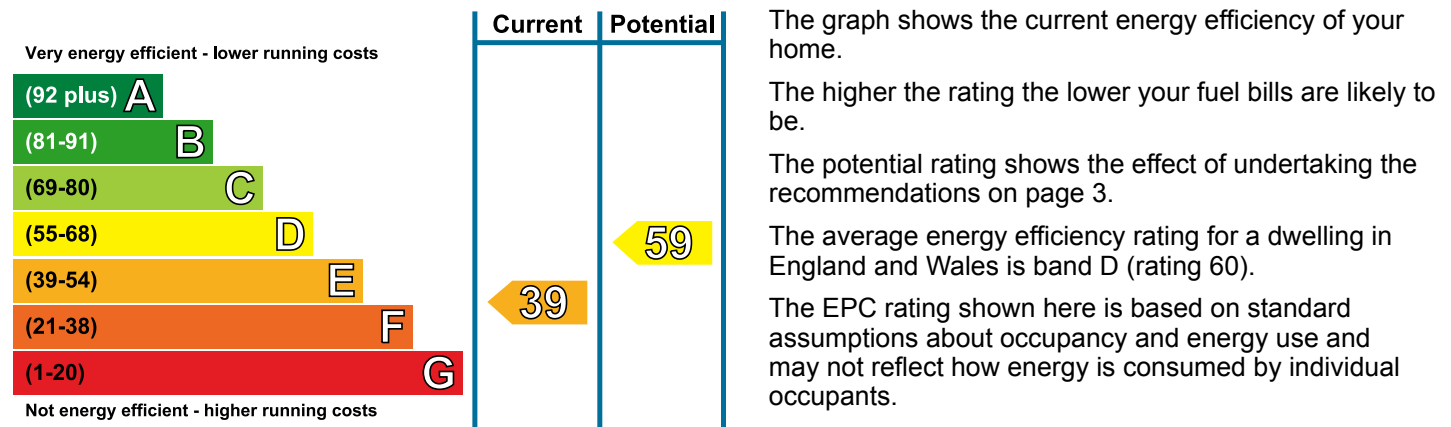 Current Potential
Very energy efficient - lower running costs
(92 plus) A
(81-91) B
(69-80) C
(55-68) D
(39-54) E
(21-38) F
(1-20) G
Not energy efficient - higher running costs
59
39
The graph shows the current energy efficiency of your
home.
The higher the rating the lower your fuel bills are likely to
be.
The potential rating shows the effect of undertaking the
recommendations on page 3.
The average energy efficiency rating for a dwelling in
England and Wales is band D (rating 60).
The EPC rating shown here is based on standard
assumptions about occupancy and energy use and
may not reflect how energy is consumed by individual
occupants.